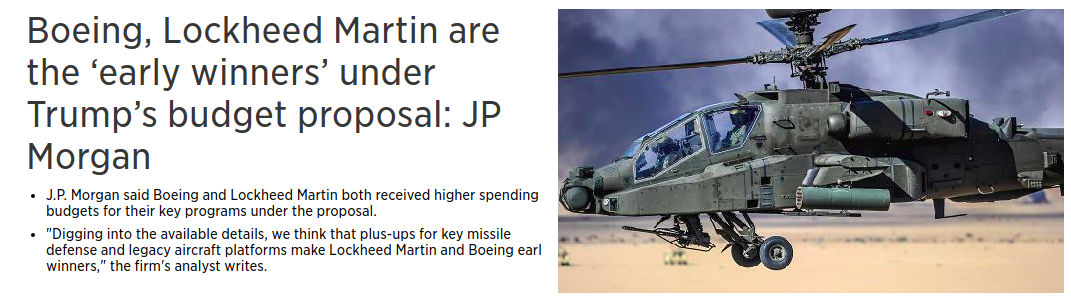 Boeing, Lockheed Martin are
the ‘early winners’ under
Trump’s budget proposal: JP
Morgan
• J.P. Morgan said Boeing and Lockheed Martin both received higher spending
budgets for their key programs under the proposal.
• "Digging into the available details, we think that plus-ups for key missile
defense and legacy aircraft platforms make Lockheed Martin and Boeing earl
winners," the firm's analyst writes.